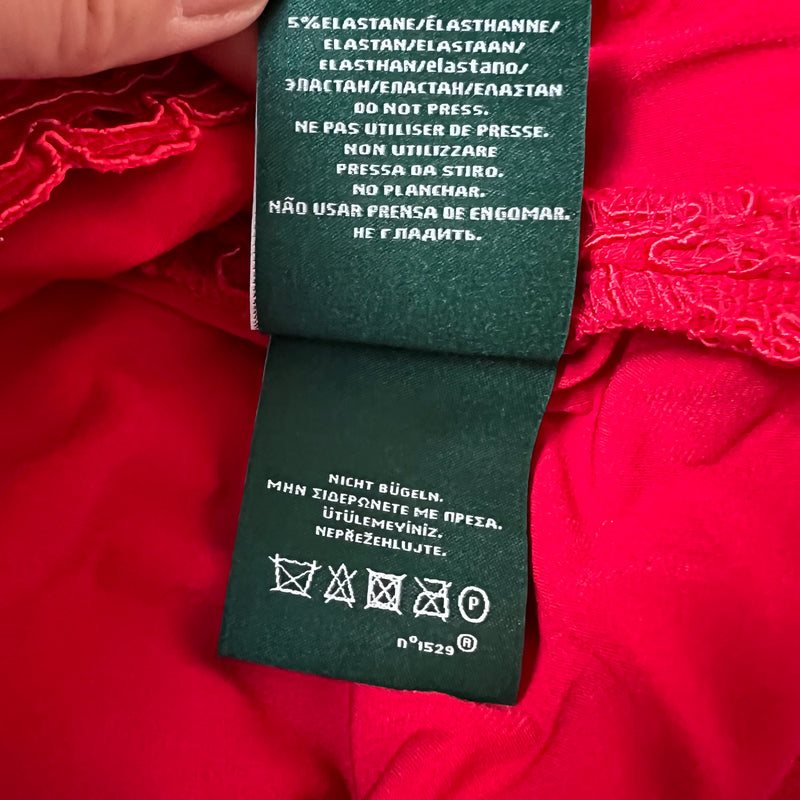 5%ELASTANE/ÉLASTHANNE/
ELASTAN/ELASTAAN/
ELASTHAN/elastano/
ЭЛАСТАН/ЕПАСТАН/ΕΛΑΣΤΑΝ
DO NOT PRESS.
NE PAS UTILISER DE PRESSE.
NON UTILIZZARE
PRESSA DA STIRO.
NO PLANCHAR.
NÃO USAR PRENSA DE ENGOMAR.
НЕ ГЛАДИТЬ.
NICHT BÜGELN.
ΜΗΝ ΣΙΔΕΡΩΝΕΤΕ ΜΕ ΠΡΕΣΑ.
ÜTÜLEMEYİNİZ.
NEPŘEŽEHLUJTE.
P
n°1529®